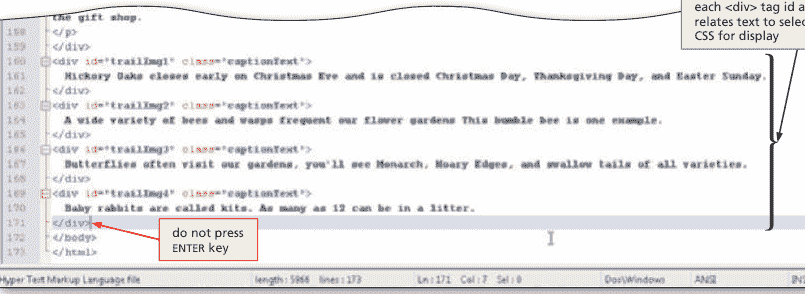 each <div> tag id a
relates text to selec
CSS for display
the gift shop.
158 </p>
159 </div>
160 <div id="trailImg1" class="captionText">
161 Hickory Oaks closes early on Christmas Eve and is closed Christmas Day, Thanksgiving Day, and Easter Sunday.
162 </div>
163 <div id="trailImg2" class="captionText">
164 A wide variety of bees and wasps frequent our flower gardens This bumble bee is one example.
165 </div>
166 <div id="trailImg3" class="captionText">
167 Butterflies often visit our gardens, you'll see Monarch, Hoary Edges, and swallow tails of all varieties.
168 </div>
169 <div id="trailImg4" class="captionText">
170 Baby rabbits are called kits. As many as 12 can be in a litter.
171 </div>
do not press
ENTER key
172 </body>
173 </html>
Hyper Text Markup Language file length : 5966 lines : 173 Ln : 171 Col : 7 Sel : 0 Dos\Windows ANSI INS